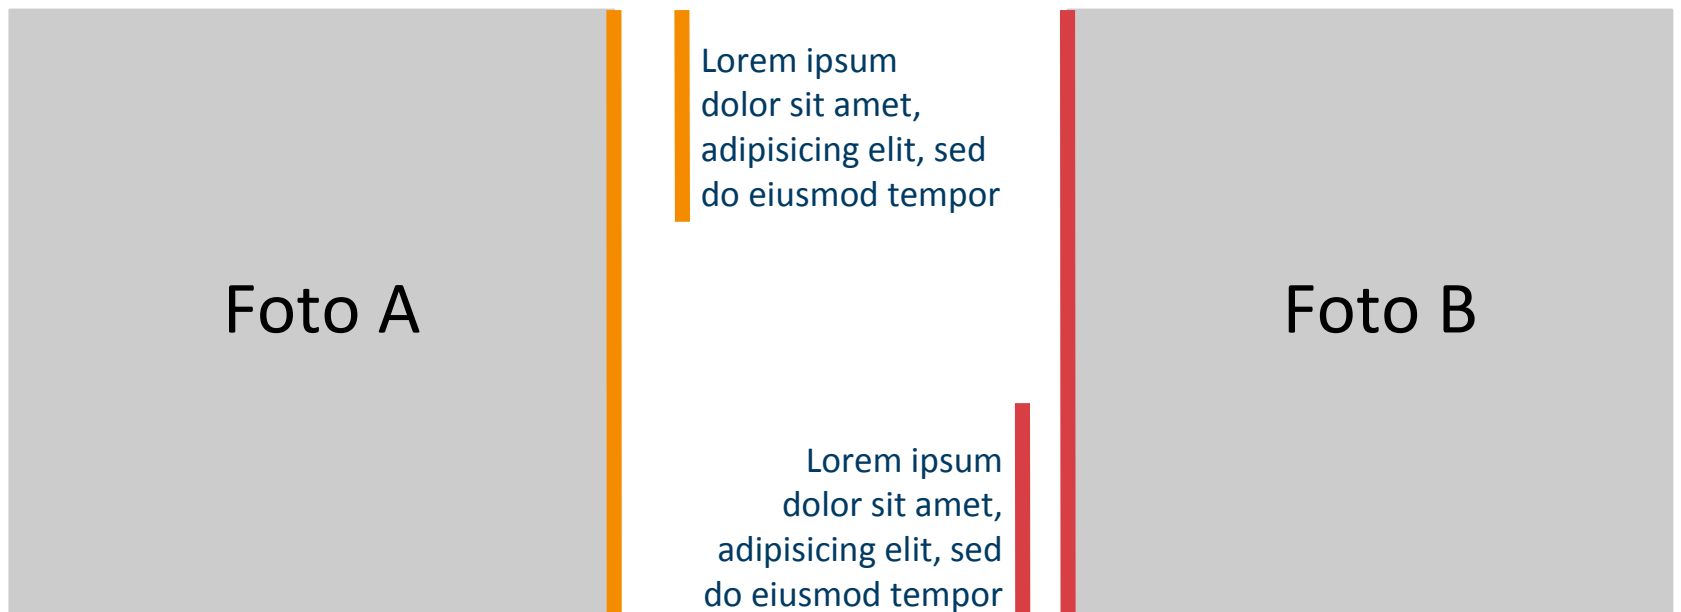 Foto A
Lorem ipsum
dolor sit amet,
adipisicing elit, sed
do eiusmod tempor
Lorem ipsum
dolor sit amet,
adipisicing elit, sed
do eiusmod tempor
Foto B